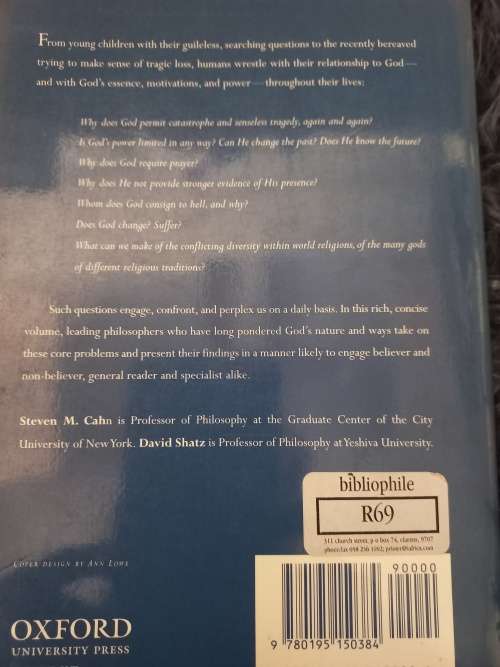 From young children with their guileless, searching questions to the recently bereaved
trying to make sense of tragic loss, humans wrestle with their relationship to God—
and with God's essence, motivations, and power—throughout their lives:
Why does God permit catastrophe and senseless tragedy, again and again?
Is God's power limited in any way? Can He change the past? Does He know the future?
Why does God require prayer?
Why does He not provide stronger evidence of His presence?
Whom does God consign to hell, and why?
Does God change? Suffer?
What can we make of the conflicting diversity within world religions, of the many gods
of different religious traditions?
Such questions engage, confront, and perplex us on a daily basis. In this rich, concise
volume, leading philosophers who have long pondered God's nature and ways take on
these core problems and present their findings in a manner likely to engage believer and
non-believer, general reader and specialist alike.
Steven M. Cahn is Professor of Philosophy at the Graduate Center of the City
University of New York. David Shatz is Professor of Philosophy at Yeshiva University.
bibliophile
R69
311 church street, p o box 74, clarens, 9707
COVER DESIGN BY ANN LOWE
90000
OXFORD
UNIVERSITY PRESS
9 780195 150384